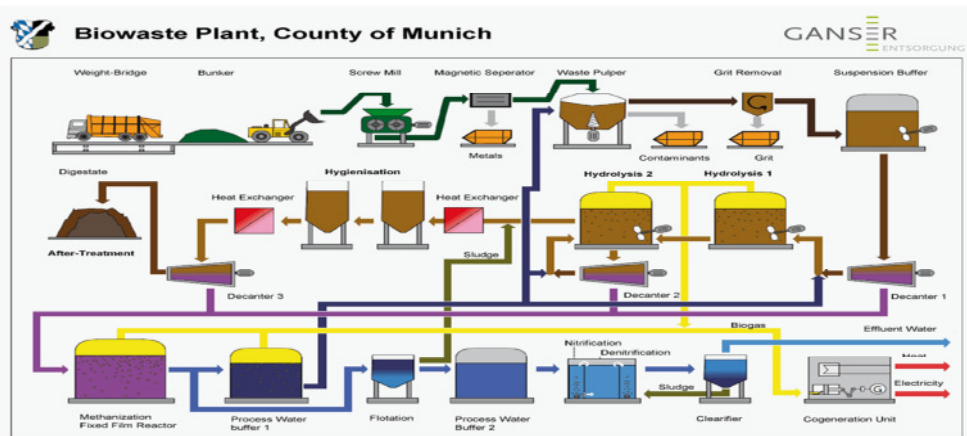 Biowaste Plant, County of Munich
GANSER
ENTSORGUNG
Weight-Bridge
Bunker
Screw Mill
Magnetic Seperator
Waste Pulper
Grit Removal
Suspension Buffer
Metals
Contaminants
Grit
Digestate
Hygienisation
Hydrolysis 2
Hydrolysis 1
Heat Exchanger
Heat Exchanger
After-Treatment
Sludge
Decanter 3
Decanter 2
Decanter 1
Biogas
Effluent Water
Nitrification
Denitrification
Heat
Electricity
Sludge
G
Methanization
Fixed Film Reactor
Process Water
buffer 1
Flotation
Process Water
Buffer 2
Clearifier
Cogeneration Unit